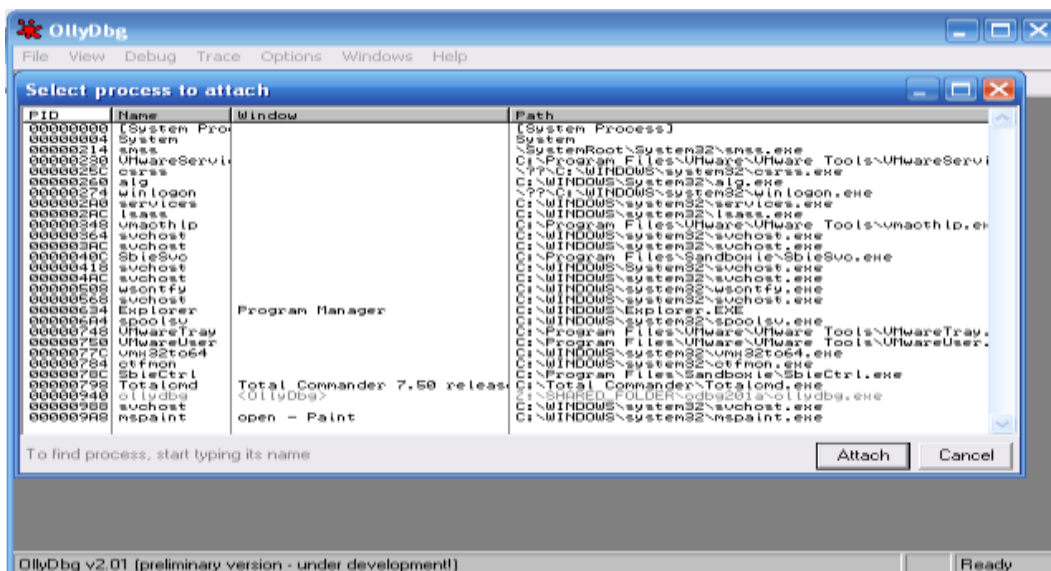 OllyDbg
File View Debug Trace Options Windows Help
Select process to attach
PID Name Window Path
00000000 [System Pro [System Process]
00000004 System System
00000214 smss \SystemRoot\System32\smss.exe
00000230 VMwareServi C:\Program Files\VMware\VMware Tools\VMwareServi
0000025C csrss \??\C:\WINDOWS\system32\csrss.exe
00000260 alg C:\WINDOWS\System32\alg.exe
00000274 winlogon \??\C:\WINDOWS\system32\winlogon.exe
000002A0 services C:\WINDOWS\system32\services.exe
000002AC lsass C:\WINDOWS\system32\lsass.exe
00000348 vmacthlp C:\Program Files\VMware\VMware Tools\vmacthlp.ex
00000364 svchost C:\WINDOWS\system32\svchost.exe
000003AC svchost C:\WINDOWS\system32\svchost.exe
0000040C SbieSvc C:\Program Files\Sandboxie\SbieSvc.exe
00000418 svchost C:\WINDOWS\System32\svchost.exe
000004AC svchost C:\WINDOWS\system32\svchost.exe
00000508 wscntfy C:\WINDOWS\system32\wscntfy.exe
00000568 svchost C:\WINDOWS\system32\svchost.exe
00000634 Explorer Program Manager C:\WINDOWS\Explorer.EXE
000006A4 spoolsv C:\WINDOWS\system32\spoolsv.exe
00000748 VMwareTray C:\Program Files\VMware\VMware Tools\VMwareTray.
00000750 VMwareUser C:\Program Files\VMware\VMware Tools\VMwareUser.
0000077C vmx32to64 C:\WINDOWS\system32\vmx32to64.exe
00000784 ctfmon C:\WINDOWS\system32\ctfmon.exe
0000078C SbieCtrl C:\Program Files\Sandboxie\SbieCtrl.exe
00000798 Totalcmd Total Commander 7.50 releas C:\Total Commander\Totalcmd.exe
00000940 ollydbg <OllyDbg> Z:\SHARED_FOLDER\odbg201a\ollydbg.exe
00000988 svchost C:\WINDOWS\system32\svchost.exe
000009A8 mspaint open - Paint C:\WINDOWS\system32\mspaint.exe
To find process, start typing its name Attach Cancel
OllyDbg v2.01 (preliminary version - under development!) Ready